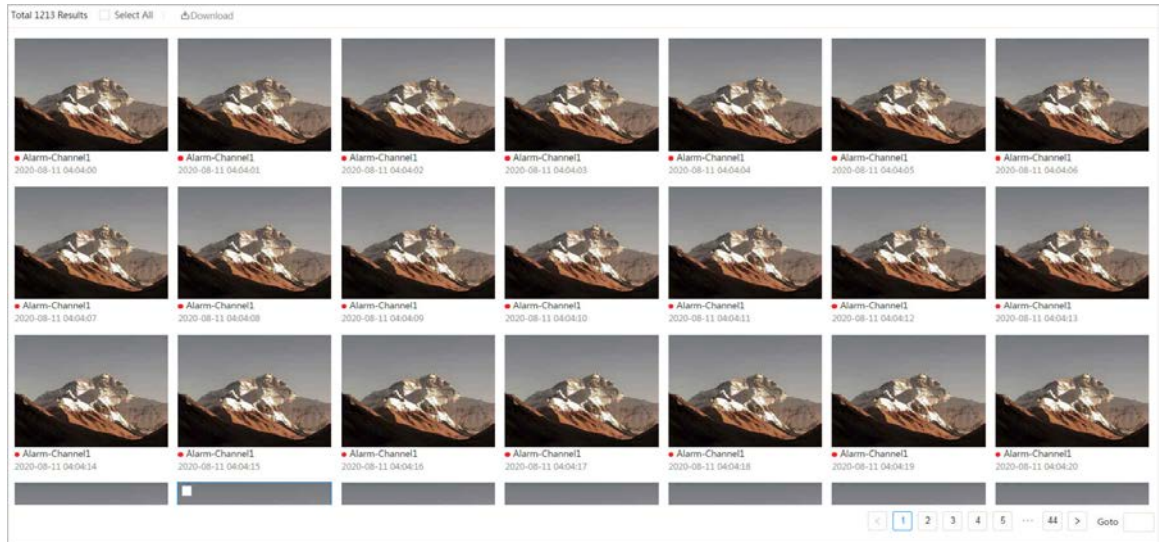 Total 1213 Results Select All Download
Alarm-Channel1 Alarm-Channel1 Alarm-Channel1 Alarm-Channel1 Alarm-Channel1 Alarm-Channel1 Alarm-Channel1
2020-08-11 04:04:00 2020-08-11 04:04:01 2020-08-11 04:04:02 2020-08-11 04:04:03 2020-08-11 04:04:04 2020-08-11 04:04:05 2020-08-11 04:04:06
Alarm-Channel1 Alarm-Channel1 Alarm-Channel1 Alarm-Channel1 Alarm-Channel1 Alarm-Channel1 Alarm-Channel1
2020-08-11 04:04:07 2020-08-11 04:04:08 2020-08-11 04:04:09 2020-08-11 04:04:10 2020-08-11 04:04:11 2020-08-11 04:04:12 2020-08-11 04:04:13
Alarm-Channel1 Alarm-Channel1 Alarm-Channel1 Alarm-Channel1 Alarm-Channel1 Alarm-Channel1 Alarm-Channel1
2020-08-11 04:04:14 2020-08-11 04:04:15 2020-08-11 04:04:16 2020-08-11 04:04:17 2020-08-11 04:04:18 2020-08-11 04:04:19 2020-08-11 04:04:20
< 1 2 3 4 5 ··· 44 > Goto